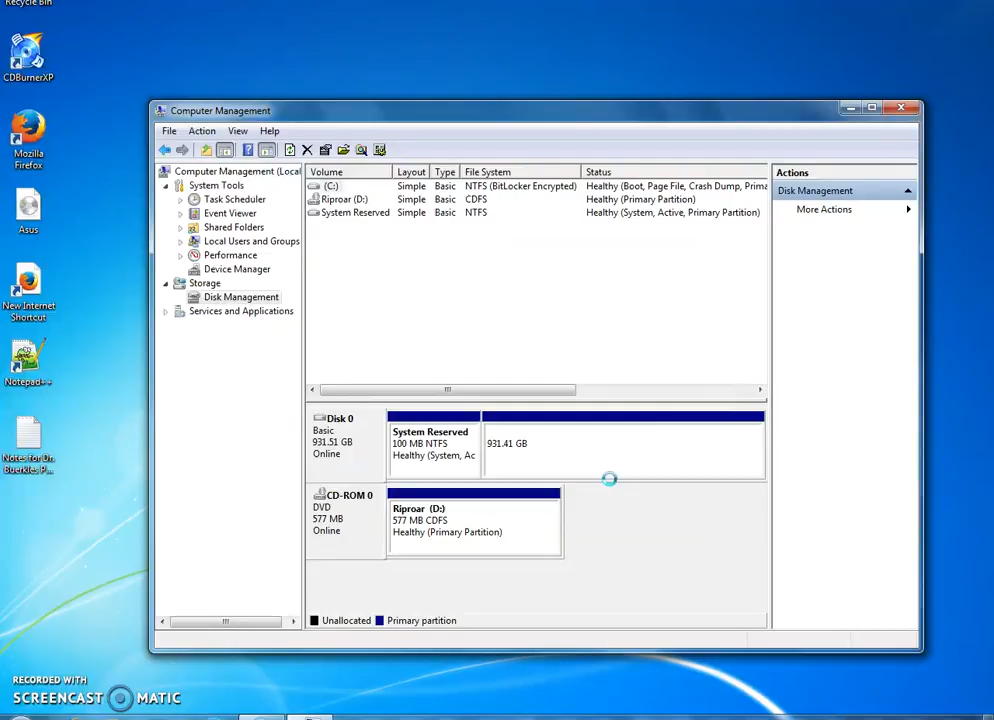 Recycle Bin
CDBurnerXP
Mozilla
Firefox
Asus
New Internet
Shortcut
Notepad++
Notes for Dr.
Buerkles P...
Computer Management
File Action View Help
Computer Management (Local
System Tools
Task Scheduler
Event Viewer
Shared Folders
Local Users and Groups
Performance
Device Manager
Storage
Disk Management
Services and Applications
Volume Layout Type File System Status
(C:) Simple Basic NTFS (BitLocker Encrypted) Healthy (Boot, Page File, Crash Dump, Prima
Riproar (D:) Simple Basic CDFS Healthy (Primary Partition)
System Reserved Simple Basic NTFS Healthy (System, Active, Primary Partition)
Disk 0
Basic
931.51 GB
Online
System Reserved
100 MB NTFS
Healthy (System, Ac
931.41 GB
CD-ROM 0
DVD
577 MB
Online
Riproar (D:)
577 MB CDFS
Healthy (Primary Partition)
Unallocated Primary partition
Actions
Disk Management
More Actions
RECORDED WITH
SCREENCAST MATIC